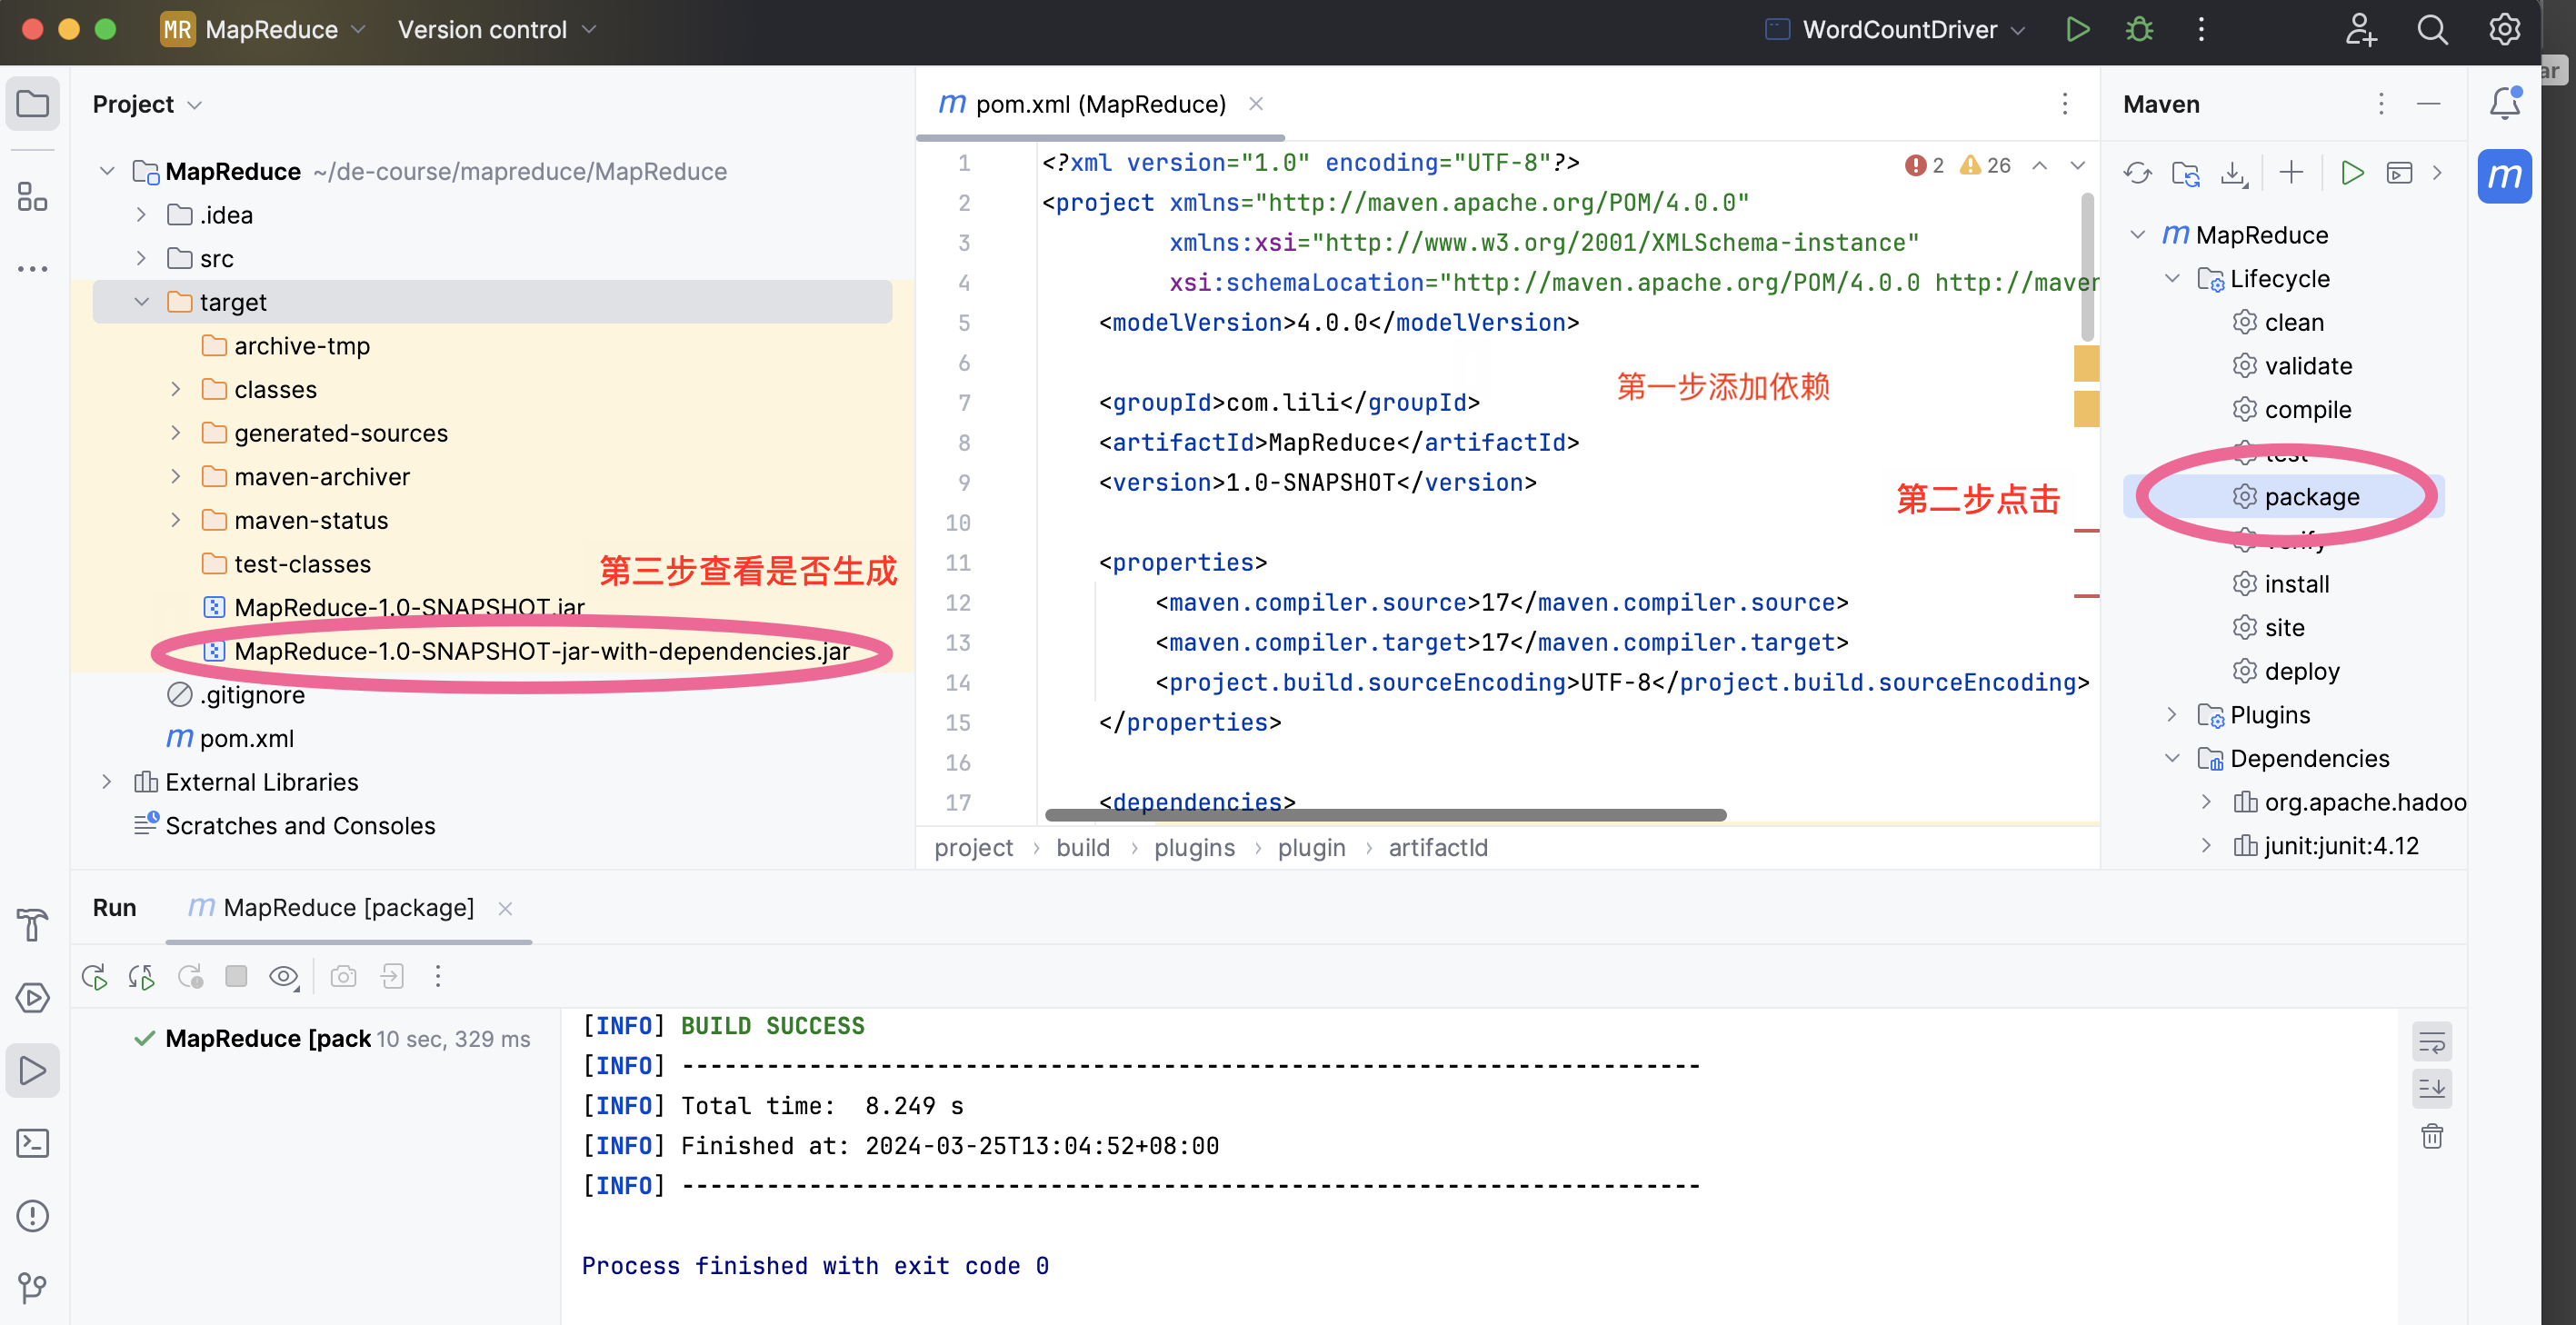 MR MapReduce Version control WordCountDriver
Project
MapReduce ~/de-course/mapreduce/MapReduce
.idea
src
target
archive-tmp
classes
generated-sources
maven-archiver
maven-status
test-classes
第三步查看是否生成
MapReduce-1.0-SNAPSHOT.jar
MapReduce-1.0-SNAPSHOT-jar-with-dependencies.jar
.gitignore
m pom.xml
External Libraries
Scratches and Consoles
m pom.xml (MapReduce)
2 26
1 <?xml version="1.0" encoding="UTF-8"?>
2 <project xmlns="http://maven.apache.org/POM/4.0.0"
3 xmlns:xsi="http://www.w3.org/2001/XMLSchema-instance"
4 xsi:schemaLocation="http://maven.apache.org/POM/4.0.0 http://maven
5 <modelVersion>4.0.0</modelVersion>
6
第一步添加依赖
7 <groupId>com.lili</groupId>
8 <artifactId>MapReduce</artifactId>
9 <version>1.0-SNAPSHOT</version>
第二步点击
10
11 <properties>
12 <maven.compiler.source>17</maven.compiler.source>
13 <maven.compiler.target>17</maven.compiler.target>
14 <project.build.sourceEncoding>UTF-8</project.build.sourceEncoding>
15 </properties>
16
17 <dependencies>
project › build › plugins › plugin › artifactId
Maven
m
ar
m MapReduce
Lifecycle
clean
validate
compile
test
package
verify
install
site
deploy
Plugins
Dependencies
org.apache.hadoo
junit:junit:4.12
Run m MapReduce [package]
MapReduce [pack 10 sec, 329 ms
[INFO] BUILD SUCCESS
[INFO] ------------------------------------------------------------------------
[INFO] Total time:  8.249 s
[INFO] Finished at: 2024-03-25T13:04:52+08:00
[INFO] ------------------------------------------------------------------------
Process finished with exit code 0